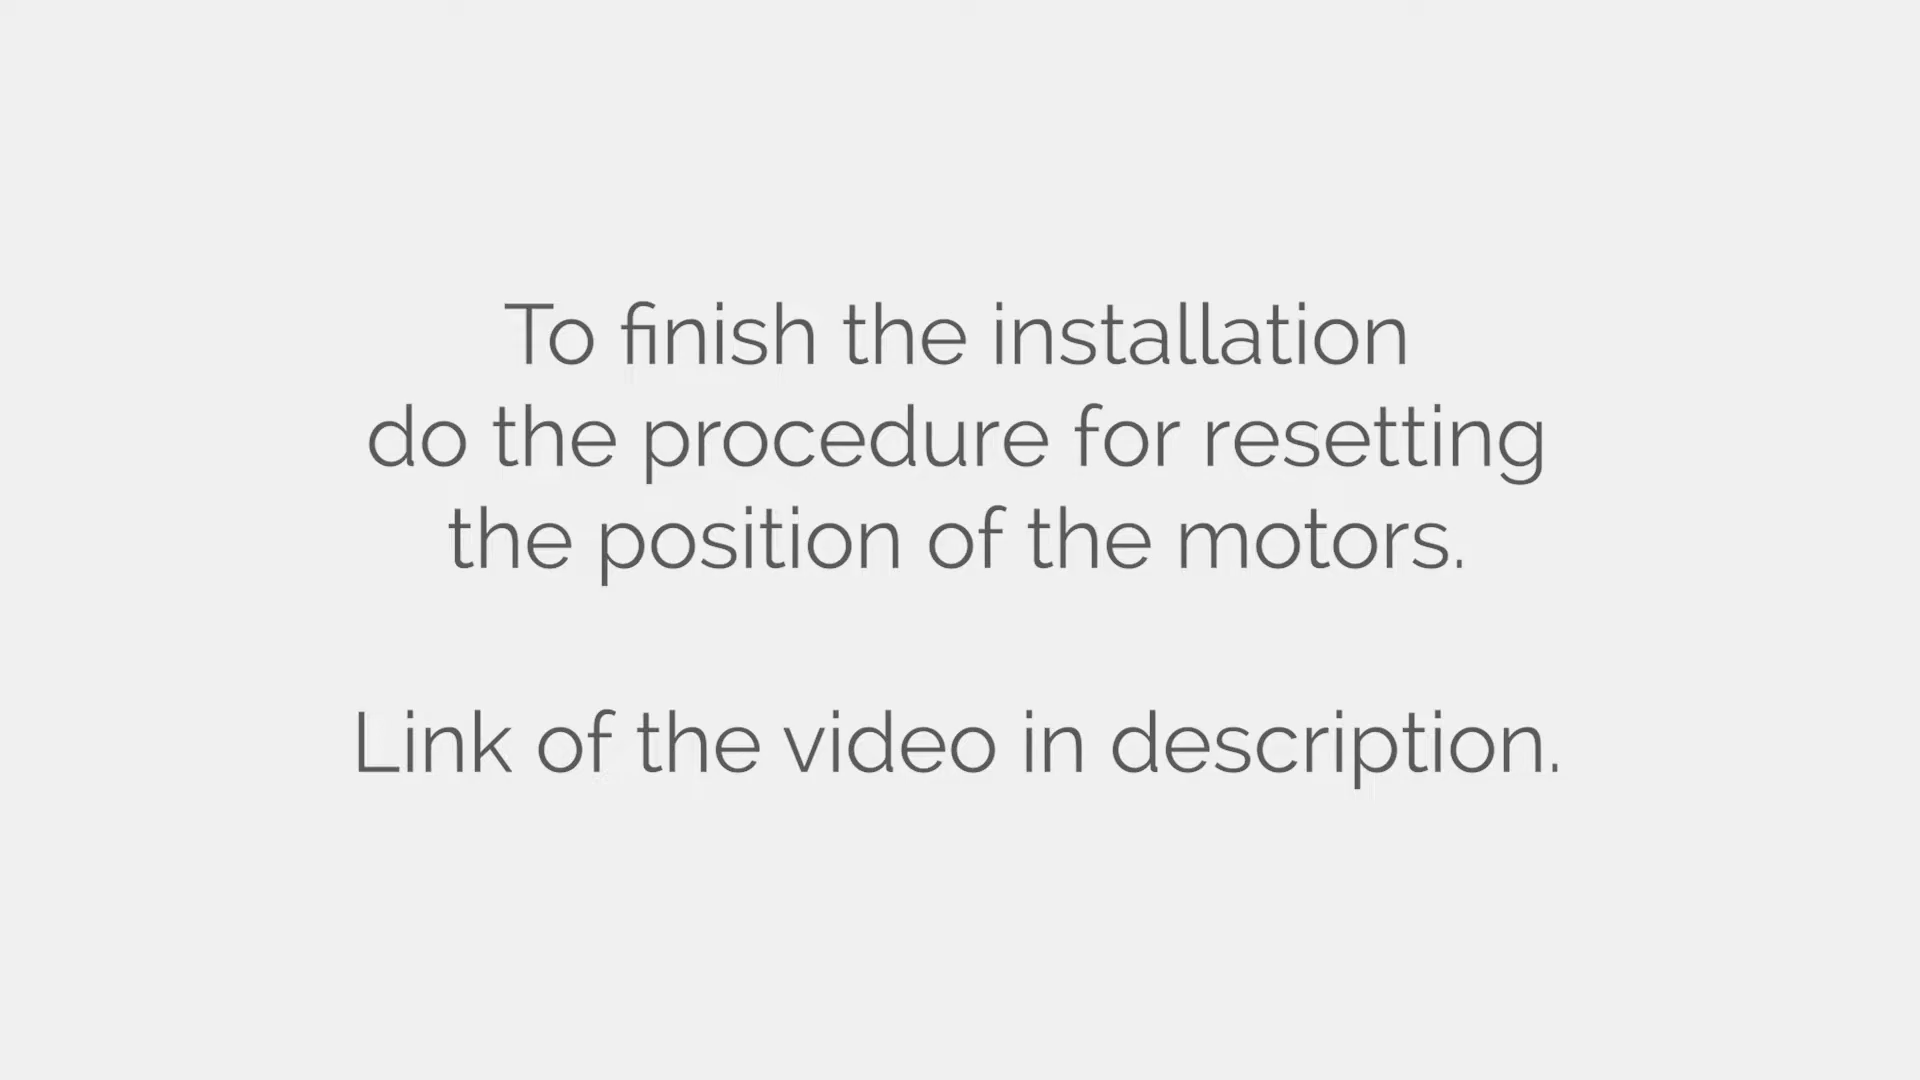 To finish the installation
do the procedure for resetting
the position of the motors.
Link of the video in description.